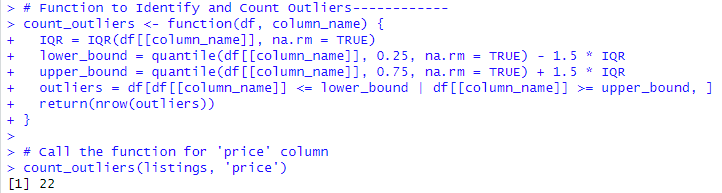 > # Function to Identify and Count Outliers------------
> count_outliers <- function(df, column_name) {
+   IQR = IQR(df[[column_name]], na.rm = TRUE)
+   lower_bound = quantile(df[[column_name]], 0.25, na.rm = TRUE) - 1.5 * IQR
+   upper_bound = quantile(df[[column_name]], 0.75, na.rm = TRUE) + 1.5 * IQR
+   outliers = df[df[[column_name]] <= lower_bound | df[[column_name]] >= upper_bound, ]
+   return(nrow(outliers))
+ }
>
> # Call the function for 'price' column
> count_outliers(listings, 'price')
[1] 22